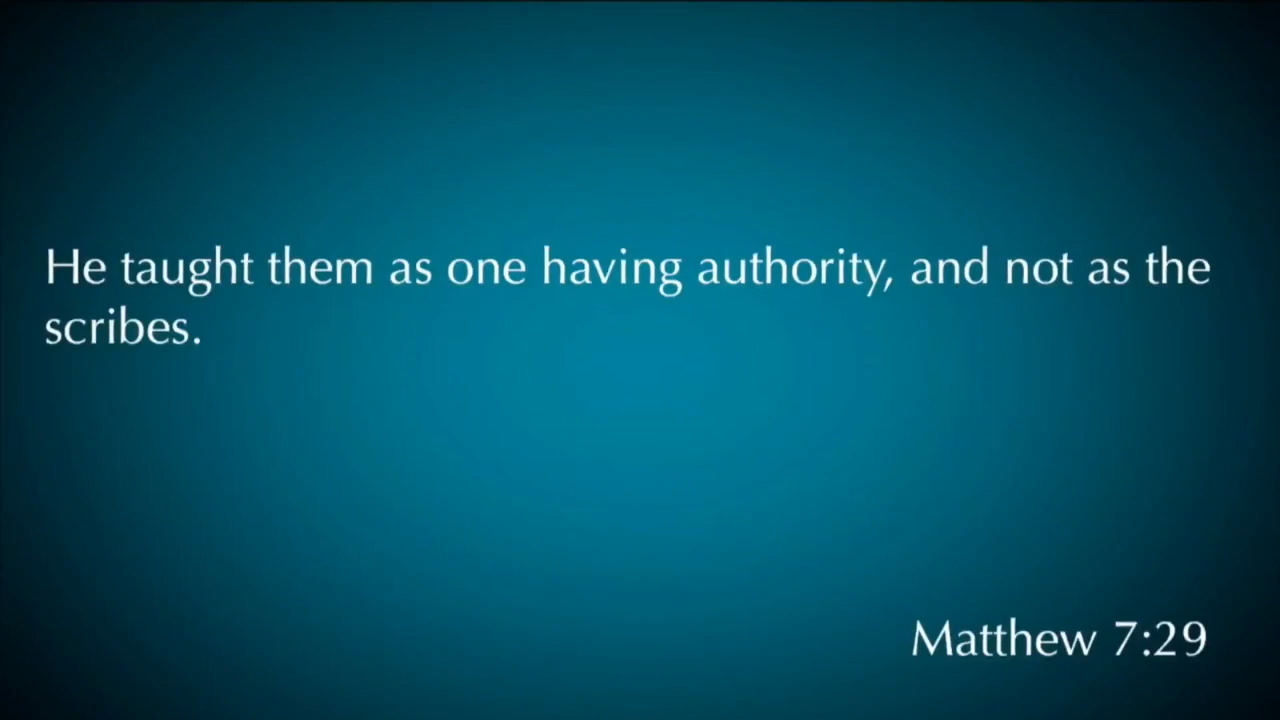 He taught them as one having authority, and not as the
scribes.
Matthew 7:29